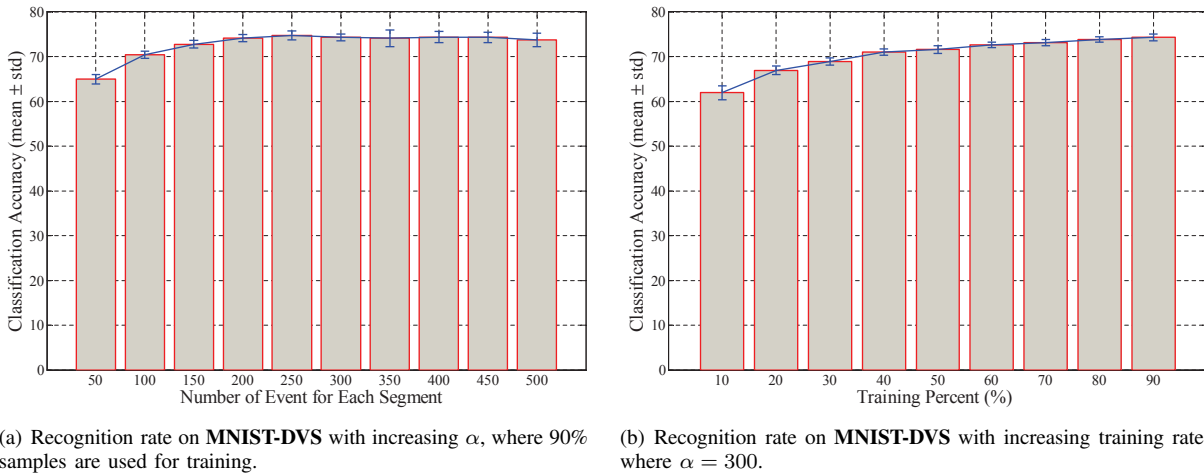 Classification Accuracy (mean ± std)
80
70
60
50
40
30
20
10
0
50 100 150 200 250 300 350 400 450 500
Number of Event for Each Segment
(a) Recognition rate on MNIST-DVS with increasing α, where 90%
samples are used for training.
Classification Accuracy (mean ± std)
80
70
60
50
40
30
20
10
0
10 20 30 40 50 60 70 80 90
Training Percent (%)
(b) Recognition rate on MNIST-DVS with increasing training rate
where α = 300.